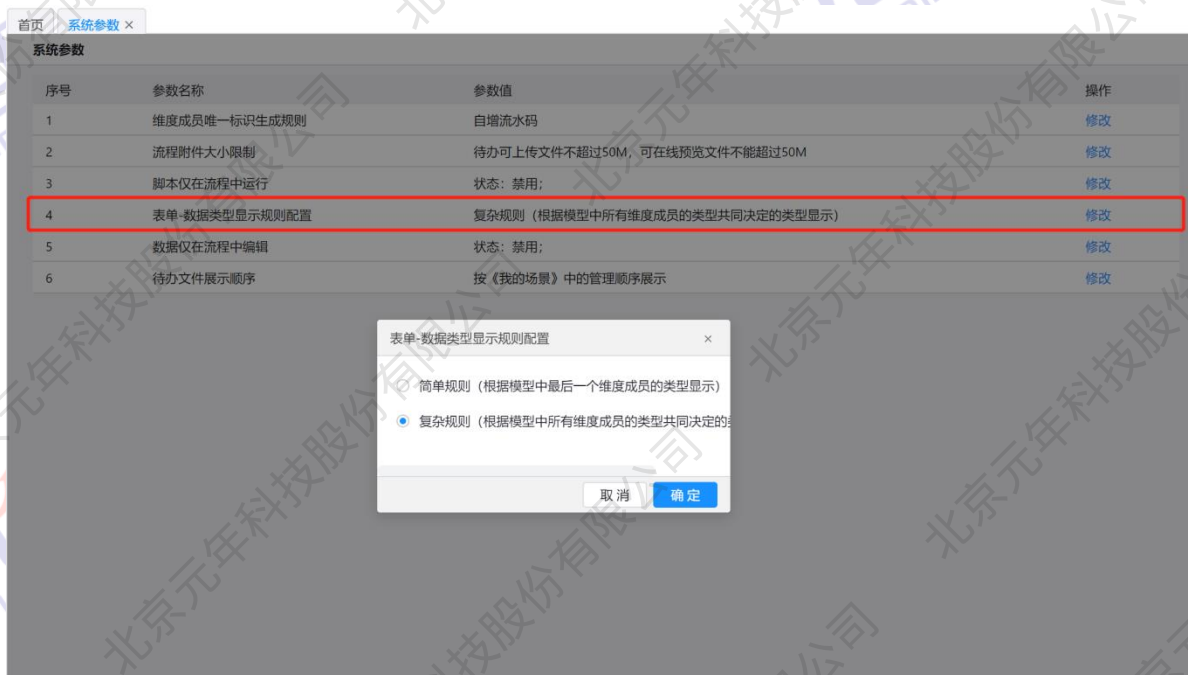 首页 系统参数 ×
系统参数
序号 参数名称 参数值 操作
1 维度成员唯一标识生成规则 自增流水码 修改
2 流程附件大小限制 待办可上传文件不超过50M，可在线预览文件不能超过50M 修改
3 脚本仅在流程中运行 状态：禁用； 修改
4 表单-数据类型显示规则配置 复杂规则（根据模型中所有维度成员的类型共同决定的类型显示） 修改
5 数据仅在流程中编辑 状态：禁用； 修改
6 待办文件展示顺序 按《我的场景》中的管理顺序展示 修改
表单-数据类型显示规则配置 ×
简单规则（根据模型中最后一个维度成员的类型显示）
复杂规则（根据模型中所有维度成员的类型共同决定的
取消 确定
北京元年科技股份有限公司